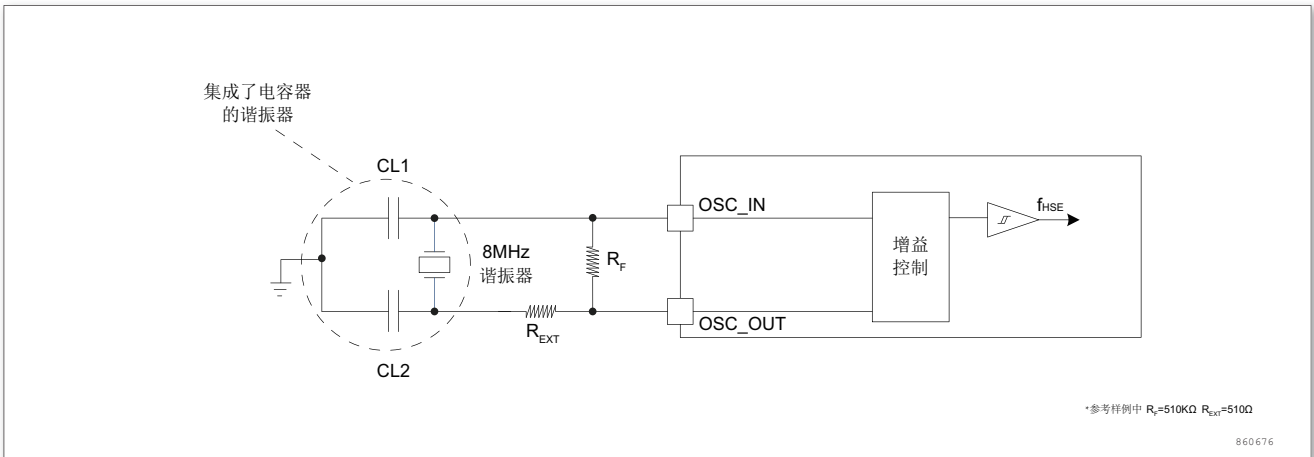 集成了电容器
的谐振器
CL1
OSC_IN
fHSE
8MHz
谐振器
RF
增益
控制
REXT
OSC_OUT
CL2
*参考样例中 RF=510KΩ REXT=510Ω
860676